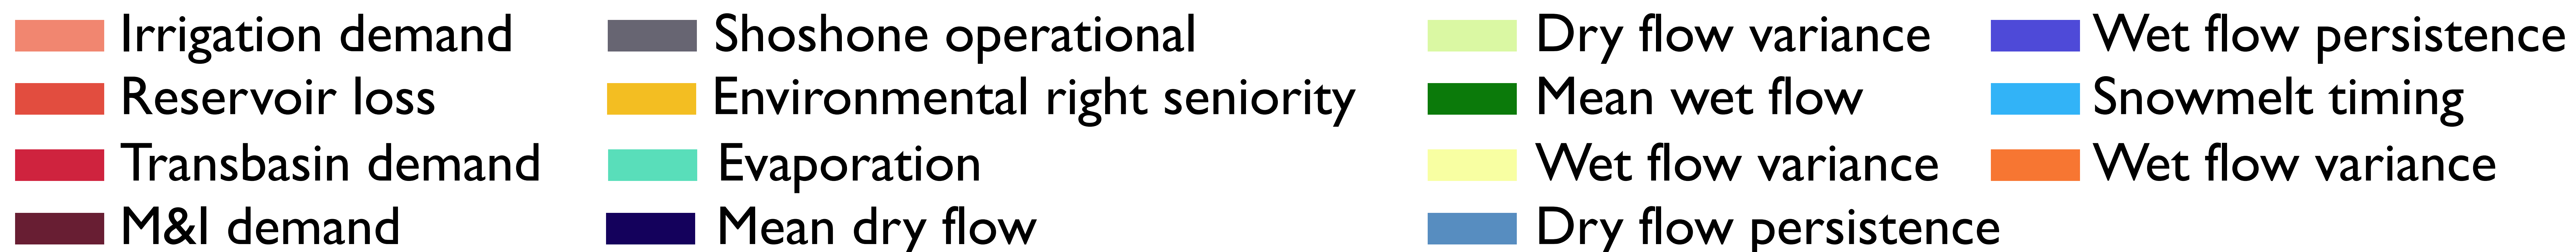 Irrigation demand
Reservoir loss
Transbasin demand
M&I demand
Shoshone operational
Environmental right seniority
Evaporation
Mean dry flow
Dry flow variance
Mean wet flow
Wet flow variance
Dry flow persistence
Wet flow persistence
Snowmelt timing
Wet flow variance